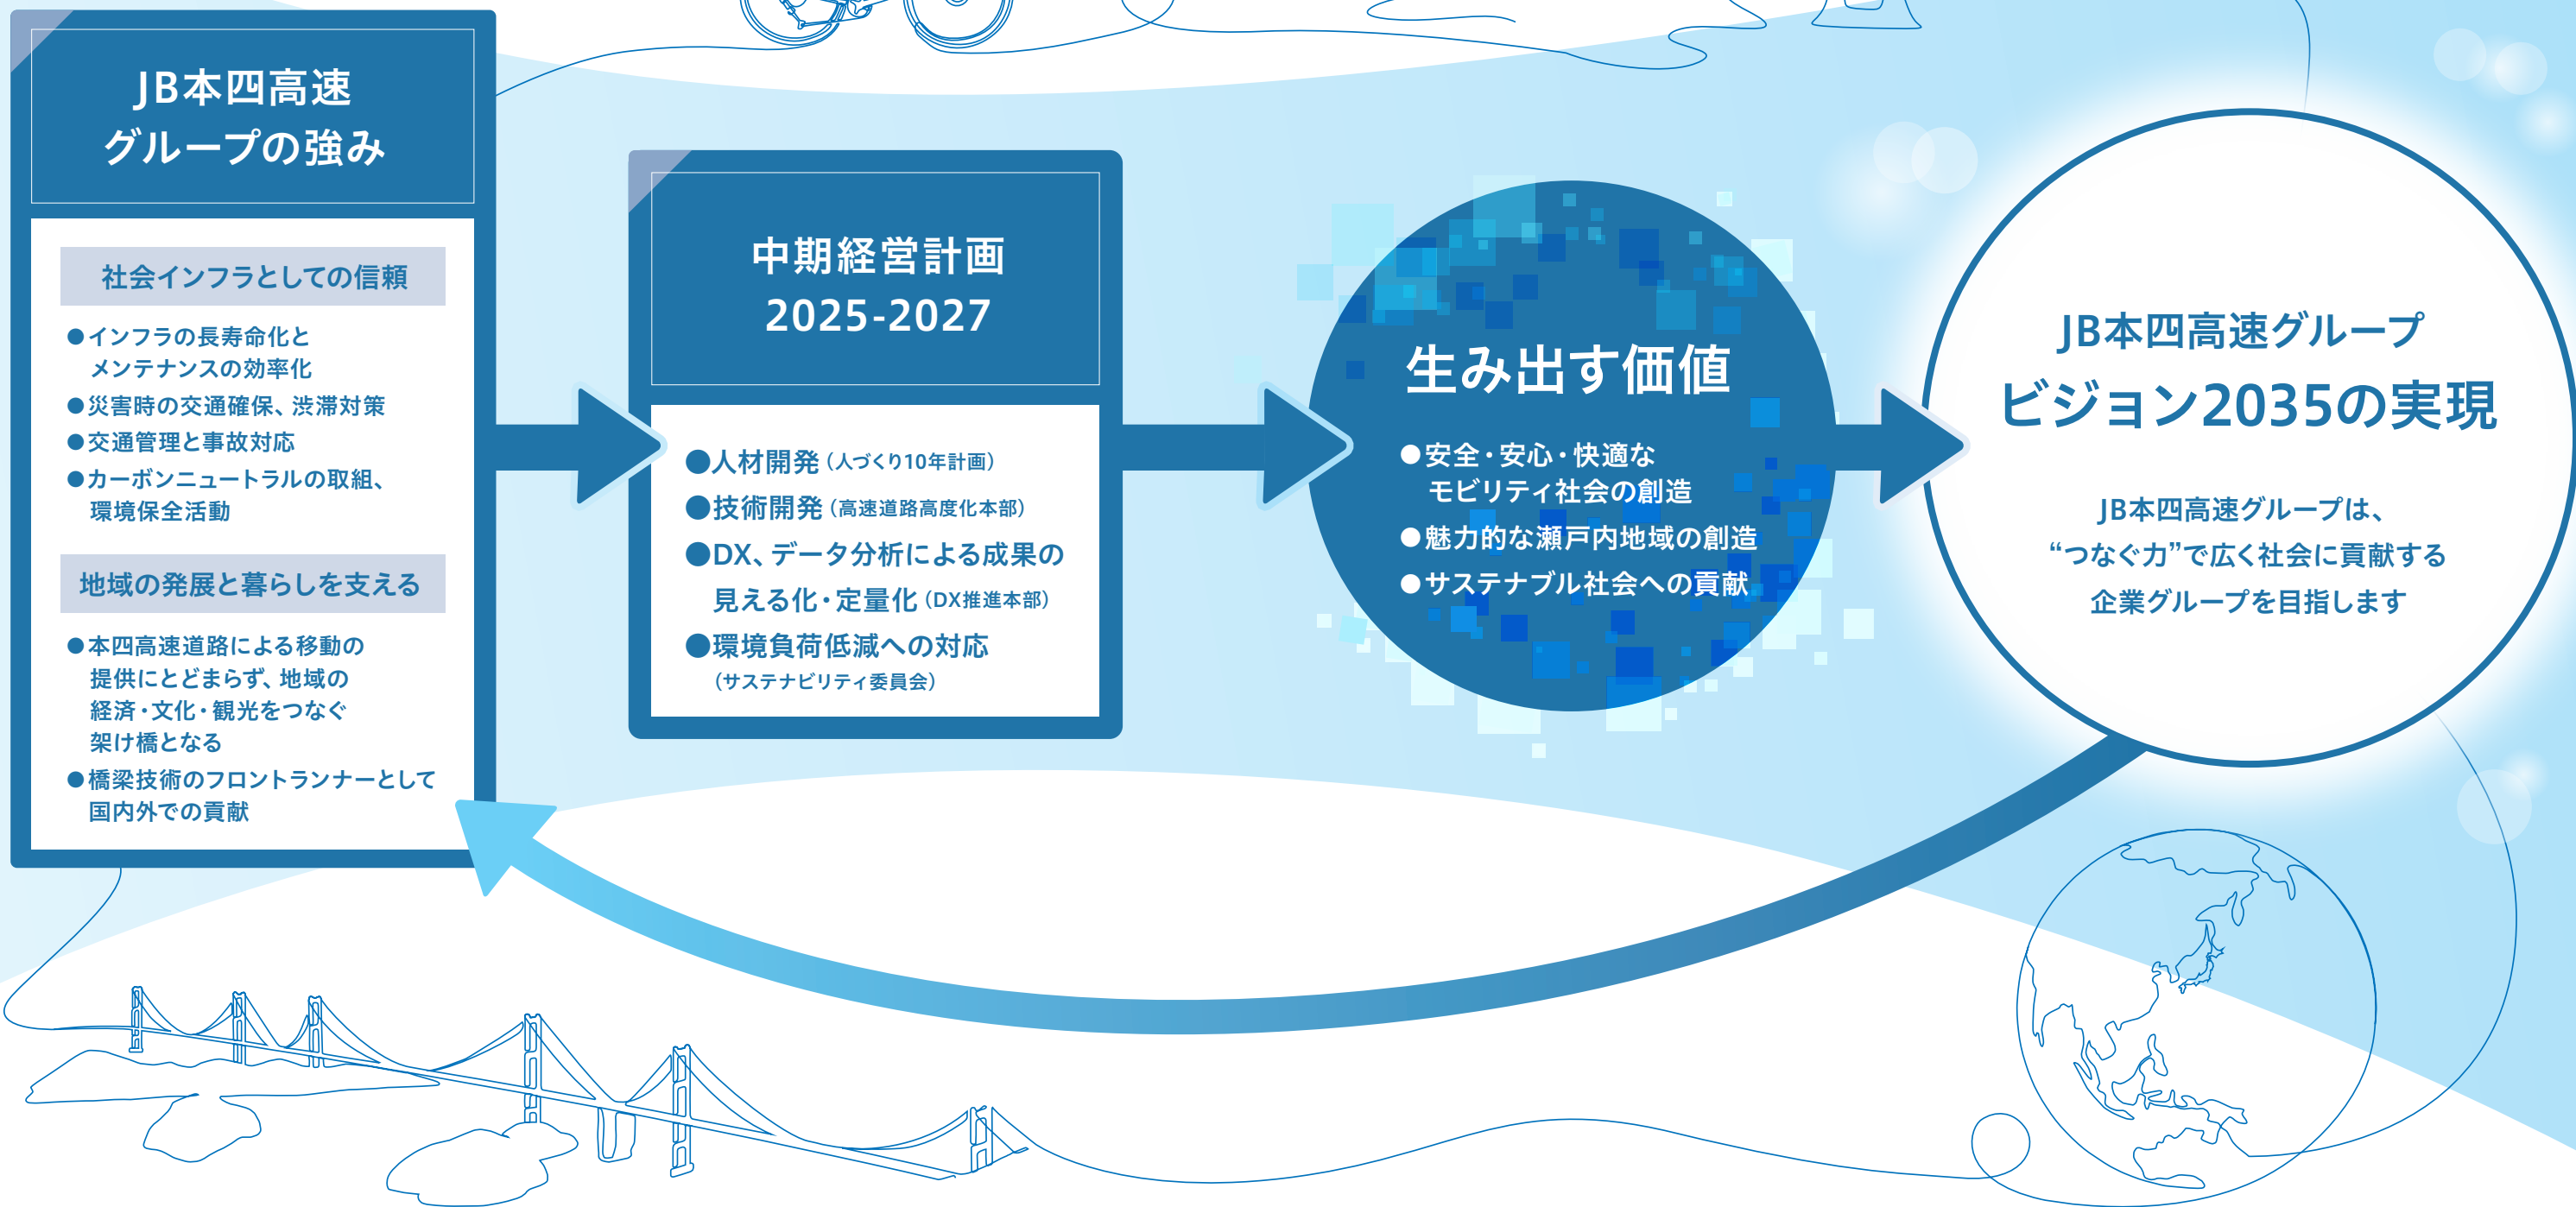 JB本四高速
グループの強み
社会インフラとしての信頼
●インフラの長寿命化と
メンテナンスの効率化
●災害時の交通確保、渋滞対策
●交通管理と事故対応
●カーボンニュートラルの取組、
環境保全活動
地域の発展と暮らしを支える
●本四高速道路による移動の
提供にとどまらず、地域の
経済・文化・観光をつなぐ
架け橋となる
●橋梁技術のフロントランナーとして
国内外での貢献
中期経営計画
2025-2027
●人材開発（人づくり10年計画）
●技術開発（高速道路高度化本部）
●DX、データ分析による成果の
見える化・定量化（DX推進本部）
●環境負荷低減への対応
（サステナビリティ委員会）
生み出す価値
●安全・安心・快適な
モビリティ社会の創造
●魅力的な瀬戸内地域の創造
●サステナブル社会への貢献
JB本四高速グループ
ビジョン2035の実現
JB本四高速グループは、
“つなぐ力”で広く社会に貢献する
企業グループを目指します